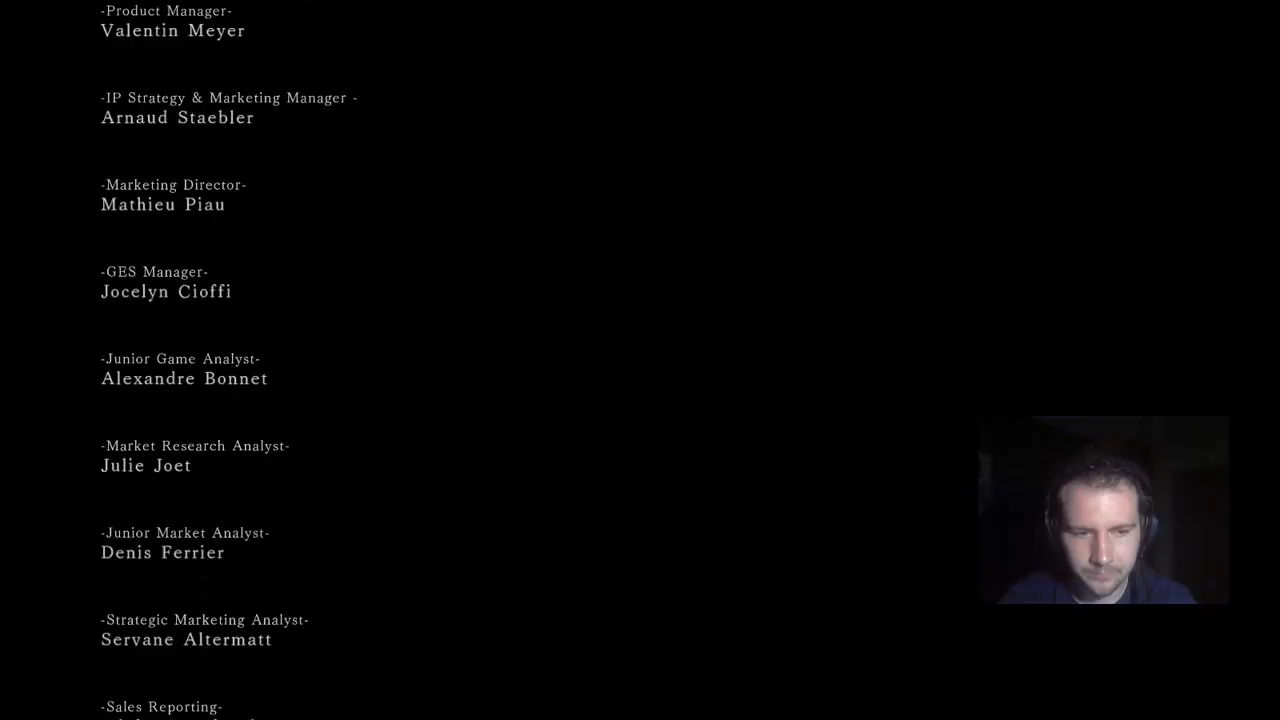 -Product Manager-
Valentin Meyer
-IP Strategy & Marketing Manager -
Arnaud Staebler
-Marketing Director-
Mathieu Piau
-GES Manager-
Jocelyn Cioffi
-Junior Game Analyst-
Alexandre Bonnet
-Market Research Analyst-
Julie Joet
-Junior Market Analyst-
Denis Ferrier
-Strategic Marketing Analyst-
Servane Altermatt
-Sales Reporting-